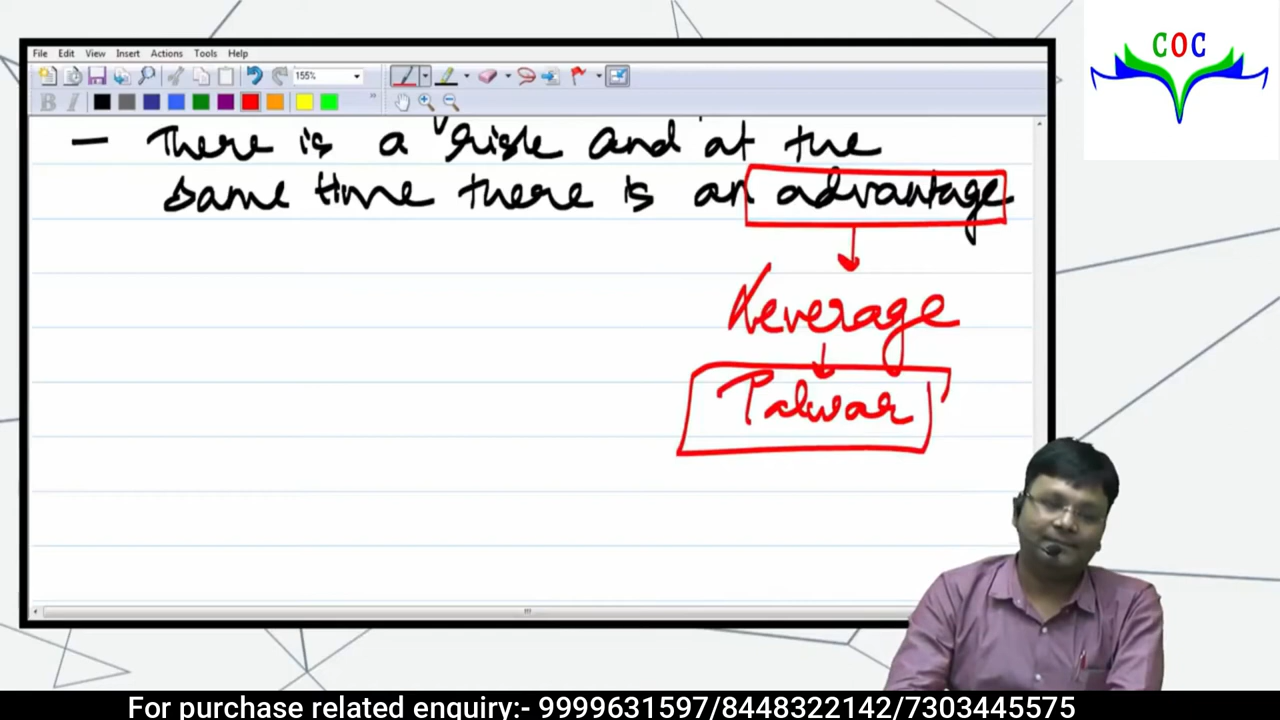 COC
File Edit View Insert Actions Tools Help
155%
B I
– There is a risk and at the
same time there is an advantage
Leverage
Talwar
For purchase related enquiry:- 9999631597/8448322142/7303445575